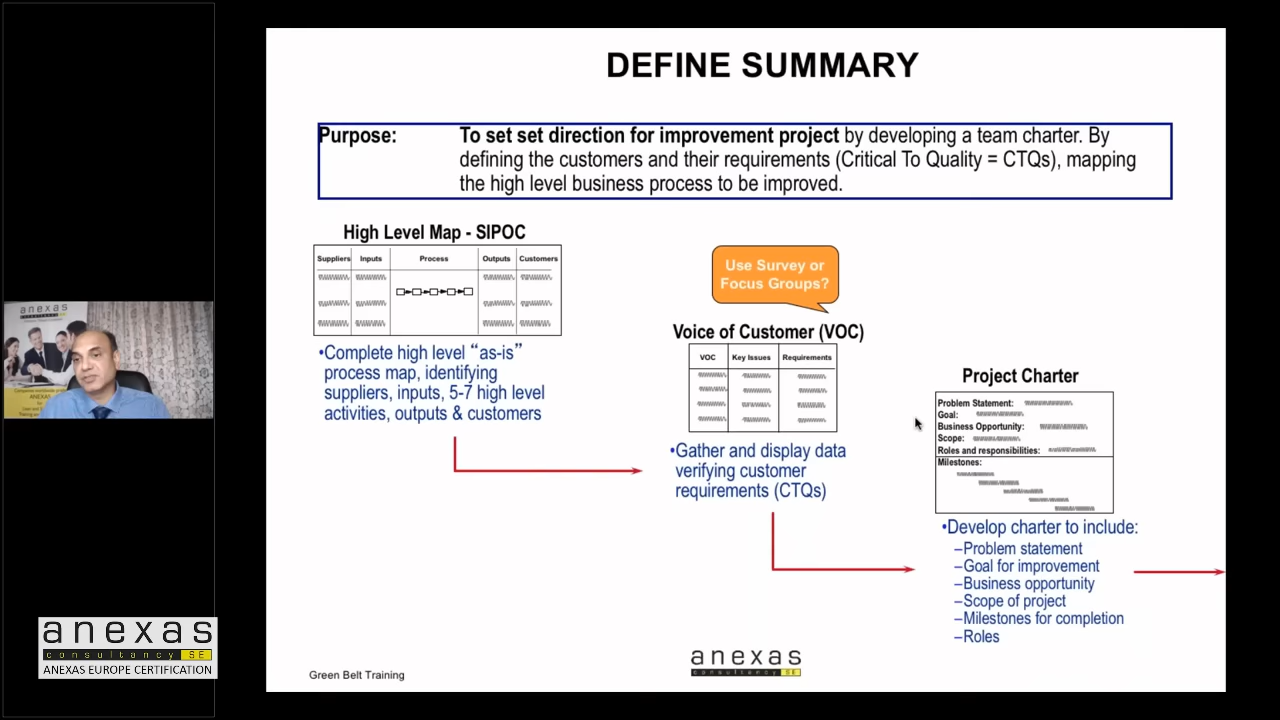 DEFINE SUMMARY
Purpose: To set set direction for improvement project by developing a team charter. By
defining the customers and their requirements (Critical To Quality = CTQs), mapping
the high level business process to be improved.
High Level Map - SIPOC
Suppliers Inputs Process Outputs Customers
•Complete high level “as-is”
process map, identifying
suppliers, inputs, 5-7 high level
activities, outputs & customers
Use Survey or
Focus Groups?
Voice of Customer (VOC)
VOC Key Issues Requirements
•Gather and display data
verifying customer
requirements (CTQs)
Project Charter
Problem Statement:
Goal:
Business Opportunity:
Scope:
Roles and responsibilities:
Milestones:
•Develop charter to include:
–Problem statement
–Goal for improvement
–Business opportunity
–Scope of project
–Milestones for completion
–Roles
Green Belt Training
anexas
consultancy SE
anexas
anexas
consultancy SE
ANEXAS EUROPE CERTIFICATION